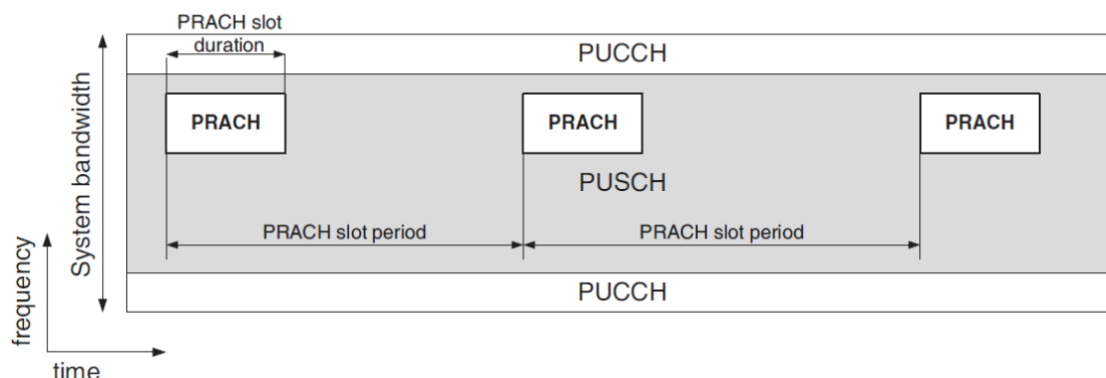 PRACH slot
duration
PUCCH
System bandwidth
PRACH
PRACH
PRACH
PUSCH
PRACH slot period
PRACH slot period
PUCCH
frequency
time